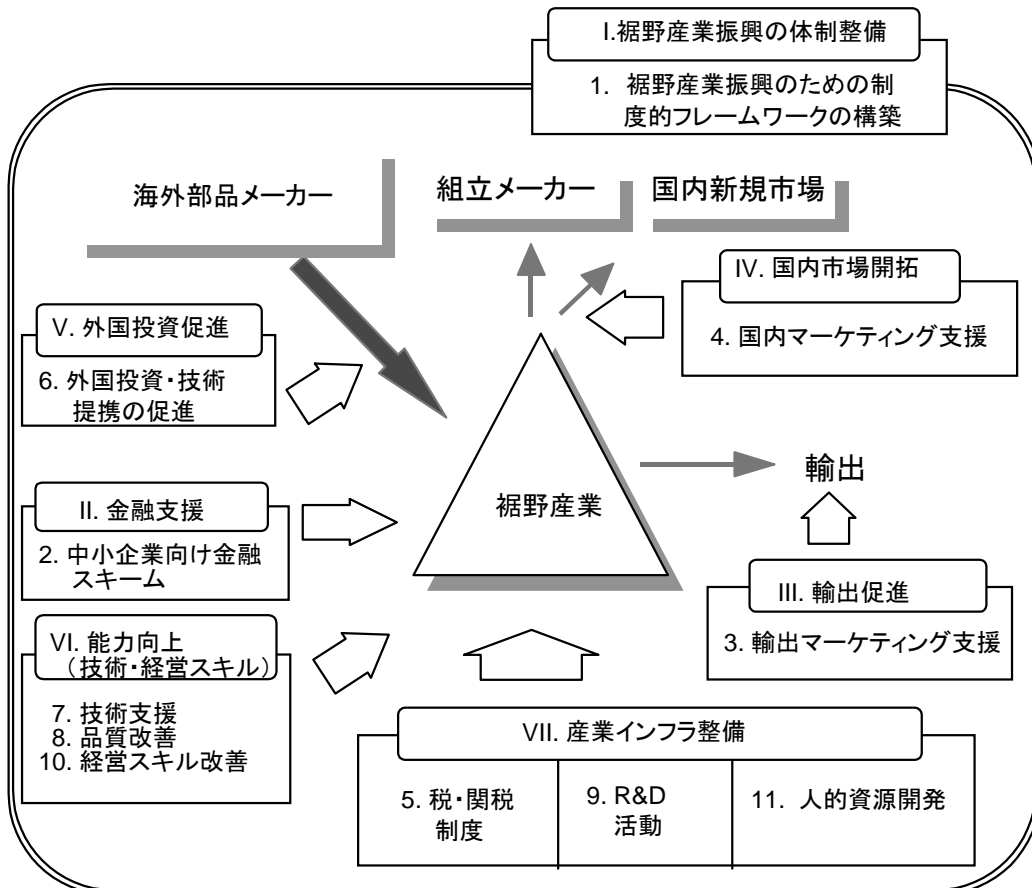 I.裾野産業振興の体制整備
1. 裾野産業振興のための制
度的フレームワークの構築
海外部品メーカー
組立メーカー
国内新規市場
IV. 国内市場開拓
4. 国内マーケティング支援
V. 外国投資促進
6. 外国投資・技術
提携の促進
裾野産業
輸出
II. 金融支援
2. 中小企業向け金融
スキーム
III. 輸出促進
3. 輸出マーケティング支援
VI. 能力向上
(技術・経営スキル)
7. 技術支援
8. 品質改善
10. 経営スキル改善
VII. 産業インフラ整備
5. 税・関税
制度
9. R&D
活動
11. 人的資源開発